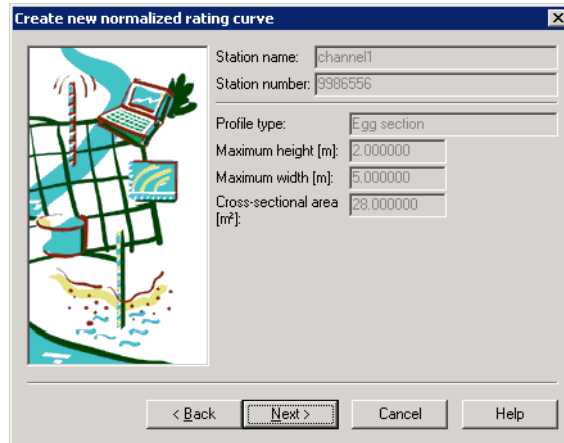 Create new normalized rating curve
Station name: channel1
Station number: 9986556
Profile type: Egg section
Maximum height [m]: 2.000000
Maximum width [m]: 5.000000
Cross-sectional area 28.000000
[m²]:
< Back Next > Cancel Help